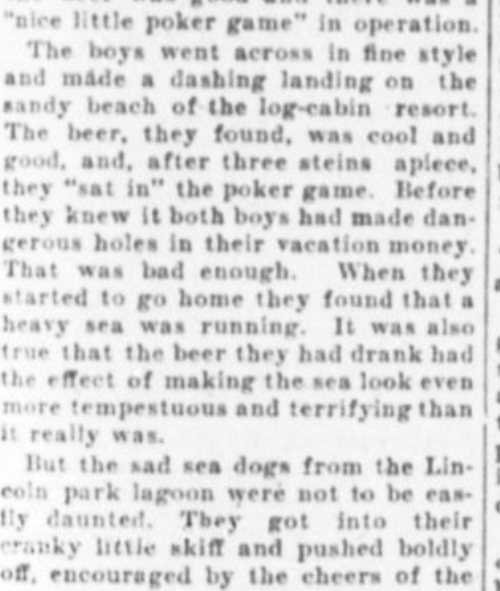 "nice little poker game" in operation.
The boys went across in fine style
and made a dashing landing on the
sandy beach of the log-cabin resort.
The beer, they found, was cool and
good, and, after three steins apiece,
they "sat in" the poker game. Before
they knew it both boys had made dan-
gerous holes in their vacation money.
That was bad enough. When they
started to go home they found that a
heavy sea was running. It was also
true that the beer they had drank had
the effect of making the sea look even
more tempestuous and terrifying than
it really was.
But the sad sea dogs from the Lin-
coln park lagoon were not to be eas-
ily daunted. They got into their
cranky little skiff and pushed boldly
off, encouraged by the cheers of the